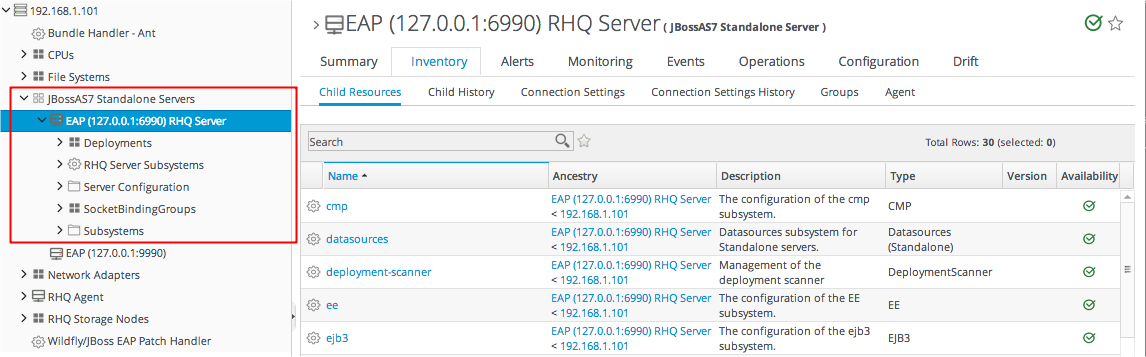 192.168.1.101
Bundle Handler - Ant
CPUs
File Systems
JBossAS7 Standalone Servers
EAP (127.0.0.1:6990) RHQ Server
Deployments
RHQ Server Subsystems
Server Configuration
SocketBindingGroups
Subsystems
EAP (127.0.0.1:9990)
Network Adapters
RHQ Agent
RHQ Storage Nodes
Wildfly/JBoss EAP Patch Handler
EAP (127.0.0.1:6990) RHQ Server ( JBossAS7 Standalone Server )
Summary Inventory Alerts Monitoring Events Operations Configuration Drift
Child Resources Child History Connection Settings Connection Settings History Groups Agent
Search Total Rows: 30 (selected: 0)
Name Ancestry Description Type Version Availability
cmp EAP (127.0.0.1:6990) RHQ Server The configuration of the cmp CMP
< 192.168.1.101 subsystem.
datasources EAP (127.0.0.1:6990) RHQ Server Datasources subsystem for Datasources
< 192.168.1.101 Standalone servers. (Standalone)
deployment-scanner EAP (127.0.0.1:6990) RHQ Server Management of the DeploymentScanner
< 192.168.1.101 deployment scanner
ee EAP (127.0.0.1:6990) RHQ Server The configuration of the EE EE
< 192.168.1.101 subsystem.
ejb3 EAP (127.0.0.1:6990) RHQ Server The configuration of the ejb3 EJB3
< 192.168.1.101 subsystem.